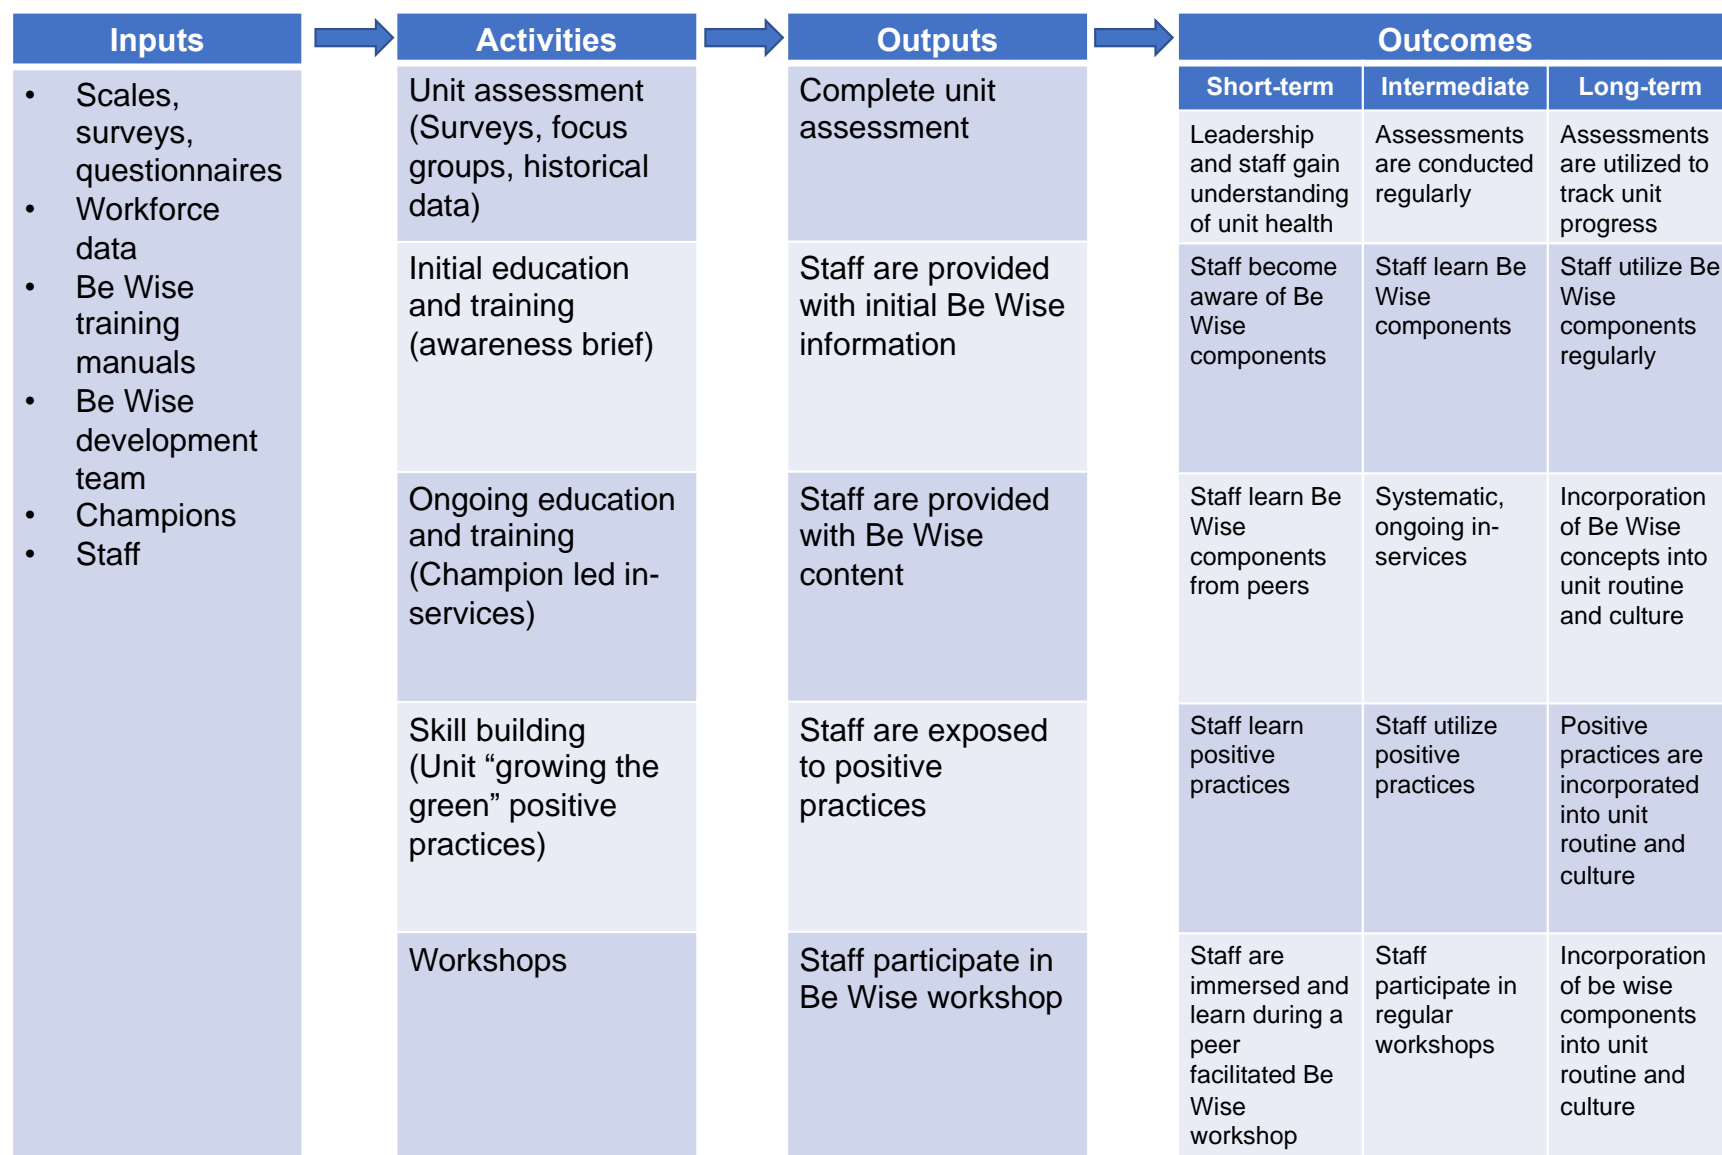 Inputs
Activities
Outputs
Outcomes
• Scales,
surveys,
questionnaires
• Workforce
data
• Be Wise
training
manuals
• Be Wise
development
team
• Champions
• Staff
Unit assessment
(Surveys, focus
groups, historical
data)
Complete unit
assessment
Short-term
Intermediate
Long-term
Leadership
and staff gain
understanding
of unit health
Assessments
are conducted
regularly
Assessments
are utilized to
track unit
progress
Initial education
and training
(awareness brief)
Staff are provided
with initial Be Wise
information
Staff become
aware of Be
Wise
components
Staff learn Be
Wise
components
Staff utilize Be
Wise
components
regularly
Ongoing education
and training
(Champion led in-
services)
Staff are provided
with Be Wise
content
Staff learn Be
Wise
components
from peers
Systematic,
ongoing in-
services
Incorporation
of Be Wise
concepts into
unit routine
and culture
Skill building
(Unit “growing the
green” positive
practices)
Staff are exposed
to positive
practices
Staff learn
positive
practices
Staff utilize
positive
practices
Positive
practices are
incorporated
into unit
routine and
culture
Workshops
Staff participate in
Be Wise workshop
Staff are
immersed and
learn during a
peer
facilitated Be
Wise
workshop
Staff
participate in
regular
workshops
Incorporation
of be wise
components
into unit
routine and
culture